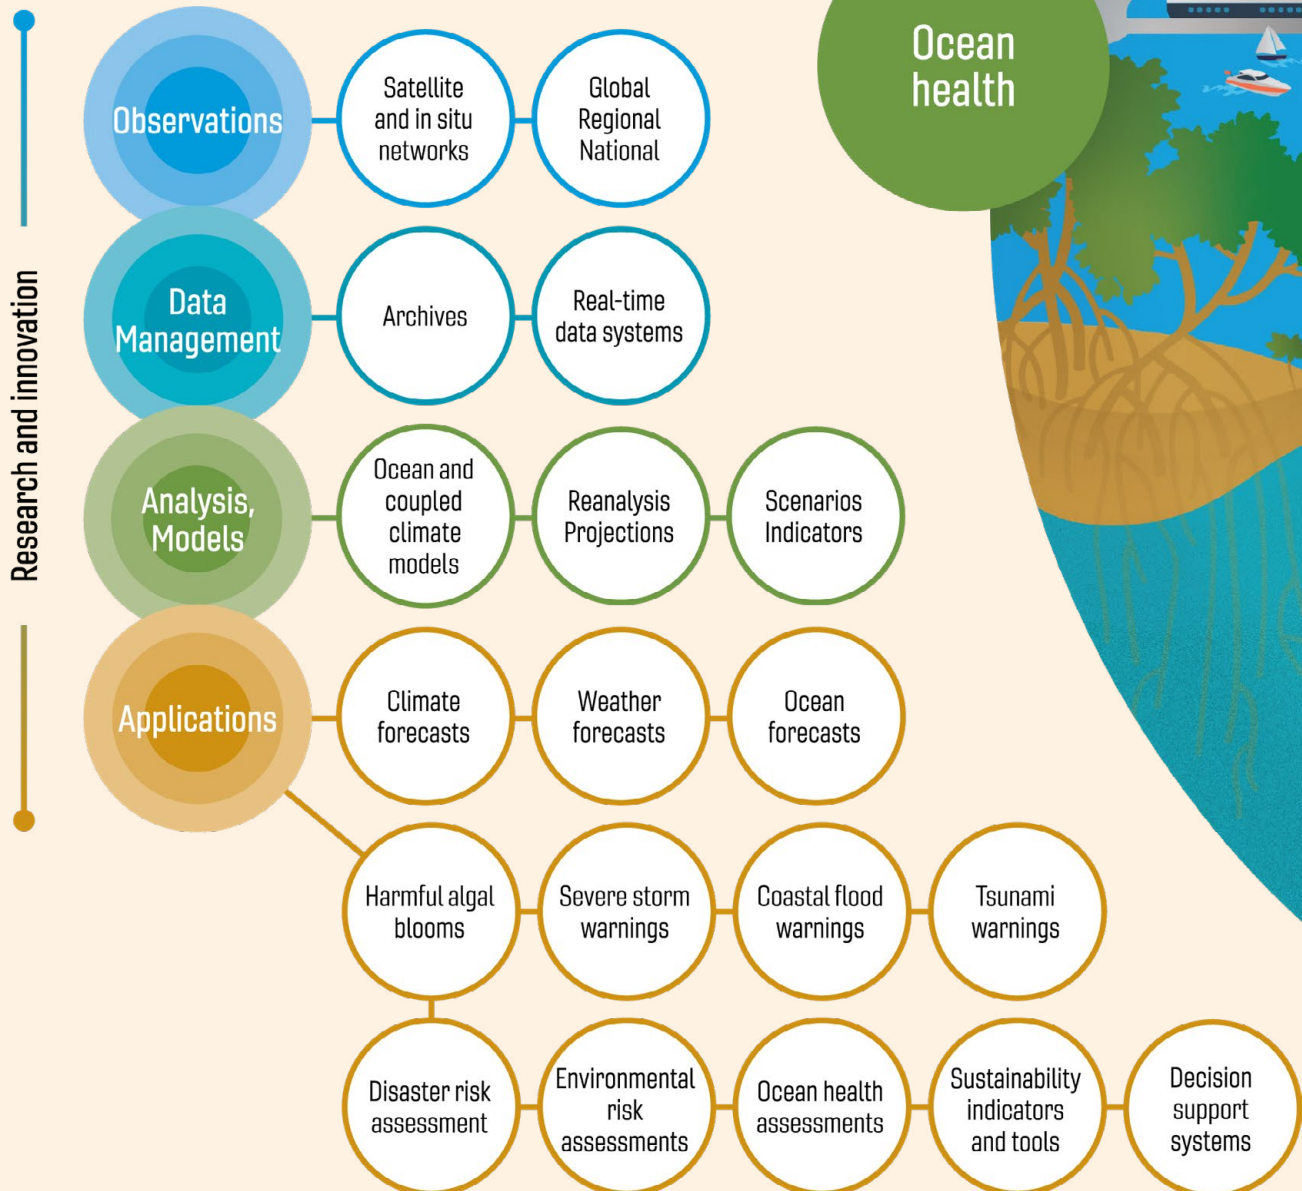 Ocean
health
Research and innovation
Observations
Satellite
and in situ
networks
Global
Regional
National
Data
Management
Archives
Real-time
data systems
Analysis,
Models
Ocean and
coupled
climate
models
Reanalysis
Projections
Scenarios
Indicators
Applications
Climate
forecasts
Weather
forecasts
Ocean
forecasts
Harmful algal
blooms
Severe storm
warnings
Coastal flood
warnings
Tsunami
warnings
Disaster risk
assessment
Environmental
risk
assessments
Ocean health
assessments
Sustainability
indicators
and tools
Decision
support
systems